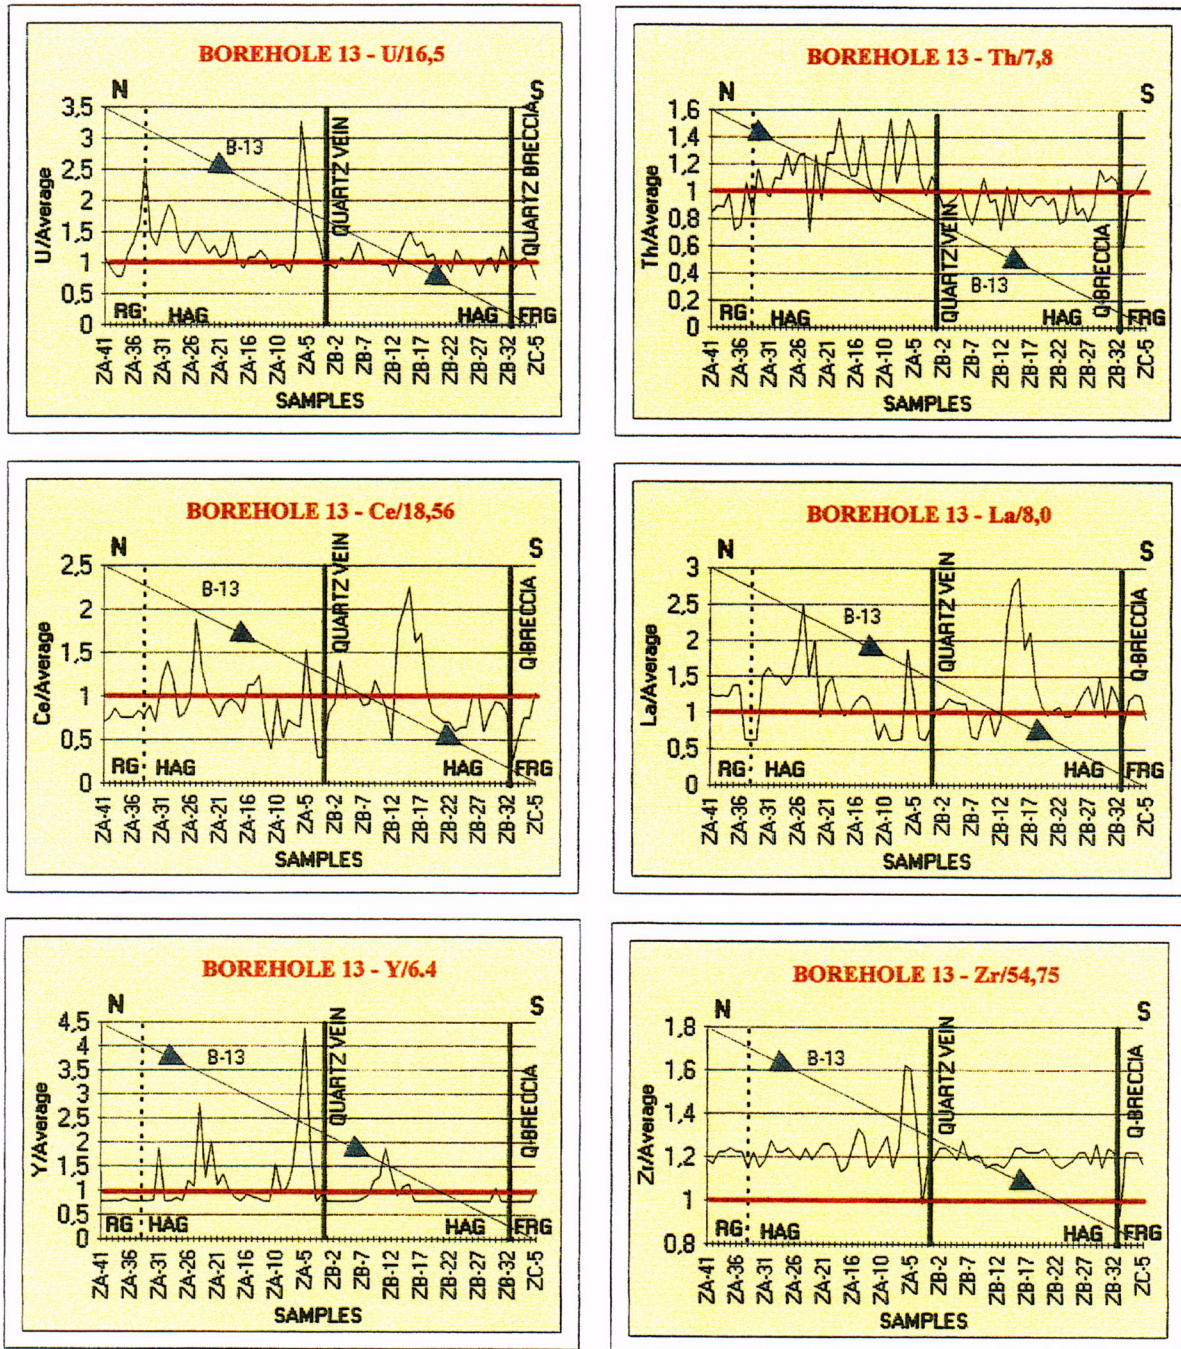 BOREHOLE 13 - U/16,5
N
S
3,5
3
2,5
2
1,5
1
0,5
0
U/Average
B-13
QUARTZ VEIN
QUARTZ BRECCIA
RG
HAG
HAG
FRG
ZA-41
ZA-36
ZA-31
ZA-26
ZA-21
ZA-16
ZA-10
ZA-5
ZB-2
ZB-7
ZB-12
ZB-17
ZB-22
ZB-27
ZB-32
ZC-5
SAMPLES
BOREHOLE 13 - Th/7,8
N
S
1,6
1,4
1,2
1
0,8
0,6
0,4
0,2
0
Th/Average
B-13
QUARTZ VEIN
Q-BRECCIA
RG
HAG
HAG
FRG
ZA-41
ZA-36
ZA-31
ZA-26
ZA-21
ZA-16
ZA-10
ZA-5
ZB-2
ZB-7
ZB-12
ZB-17
ZB-22
ZB-27
ZB-32
ZC-5
SAMPLES
BOREHOLE 13 - Ce/18,56
N
S
2,5
2
1,5
1
0,5
0
Ce/Average
B-13
QUARTZ VEIN
Q-BRECCIA
RG
HAG
HAG
FRG
ZA-41
ZA-36
ZA-31
ZA-26
ZA-21
ZA-16
ZA-10
ZA-5
ZB-2
ZB-7
ZB-12
ZB-17
ZB-22
ZB-27
ZB-32
ZC-5
SAMPLES
BOREHOLE 13 - La/8,0
N
S
3
2,5
2
1,5
1
0,5
0
La/Average
B-13
QUARTZ VEIN
Q-BRECCIA
RG
HAG
HAG
FRG
ZA-41
ZA-36
ZA-31
ZA-26
ZA-21
ZA-16
ZA-10
ZA-5
ZB-2
ZB-7
ZB-12
ZB-17
ZB-22
ZB-27
ZB-32
ZC-5
SAMPLES
BOREHOLE 13 - Y/6.4
N
S
4,5
4
3,5
3
2,5
2
1,5
1
0,5
0
Y/Average
B-13
QUARTZ VEIN
Q-BRECCIA
RG
HAG
HAG
FRG
ZA-41
ZA-36
ZA-31
ZA-26
ZA-21
ZA-16
ZA-10
ZA-5
ZB-2
ZB-7
ZB-12
ZB-17
ZB-22
ZB-27
ZB-32
ZC-5
SAMPLES
BOREHOLE 13 - Zr/54,75
N
S
1,8
1,6
1,4
1,2
1
0,8
Zr/Average
B-13
QUARTZ VEIN
Q-BRECCIA
RG
HAG
HAG
FRG
ZA-41
ZA-36
ZA-31
ZA-26
ZA-21
ZA-16
ZA-10
ZA-5
ZB-2
ZB-7
ZB-12
ZB-17
ZB-22
ZB-27
ZB-32
ZC-5
SAMPLES